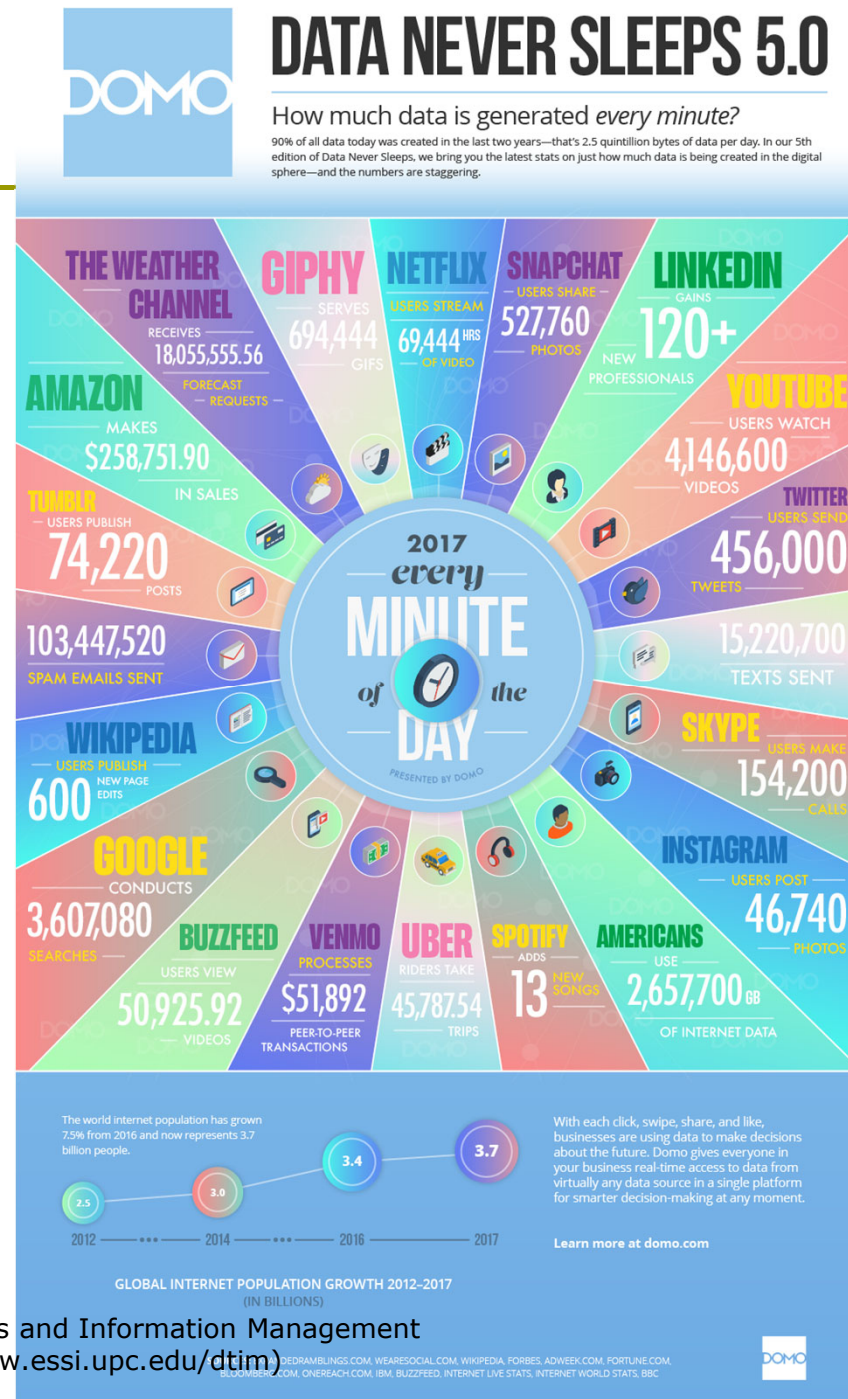 DOMO
DATA NEVER SLEEPS 5.0
How much data is generated every minute?
90% of all data today was created in the last two years—that's 2.5 quintillion bytes of data per day. In our 5th
edition of Data Never Sleeps, we bring you the latest stats on just how much data is being created in the digital
sphere—and the numbers are staggering.
THE WEATHER
CHANNEL
RECEIVES
18,055,555.56
FORECAST
REQUESTS
GIPHY
SERVES
694,444
GIFS
NETFLIX
USERS STREAM
69,444 HRS
OF VIDEO
SNAPCHAT
USERS SHARE
527,760
PHOTOS
LINKEDIN
GAINS
120+
NEW
PROFESSIONALS
YOUTUBE
USERS WATCH
4,146,600
VIDEOS
TWITTER
USERS SEND
456,000
TWEETS
15,220,700
TEXTS SENT
SKYPE
USERS MAKE
154,200
CALLS
INSTAGRAM
USERS POST
46,740
PHOTOS
AMERICANS
USE
2,657,700 GB
OF INTERNET DATA
SPOTIFY
ADDS
13 NEW
SONGS
UBER
RIDERS TAKE
45,787.54
TRIPS
VENMO
PROCESSES
$51,892
PEER-TO-PEER
TRANSACTIONS
BUZZFEED
USERS VIEW
50,925.92
VIDEOS
GOOGLE
CONDUCTS
3,607,080
SEARCHES
WIKIPEDIA
USERS PUBLISH
600 NEW PAGE
EDITS
103,447,520
SPAM EMAILS SENT
TUMBLR
USERS PUBLISH
74,220
POSTS
AMAZON
MAKES
$258,751.90
IN SALES
2017
every
MINUTE
of the
DAY
PRESENTED BY DOMO
The world internet population has grown
7.5% from 2016 and now represents 3.7
billion people.
2.5
3.0
3.4
3.7
2012 2014 2016 2017
GLOBAL INTERNET POPULATION GROWTH 2012–2017
(IN BILLIONS)
With each click, swipe, share, and like,
businesses are using data to make decisions
about the future. Domo gives everyone in
your business real-time access to data from
virtually any data source in a single platform
for smarter decision-making at any moment.
Learn more at domo.com
s and Information Management
w.essi.upc.edu/dtim)
WEARESOCIAL.COM, WIKIPEDIA, FORBES, ADWEEK.COM, FORTUNE.COM,
ONEREACH.COM, IBM, BUZZFEED, INTERNET LIVE STATS, INTERNET WORLD STATS, BBC
DOMO